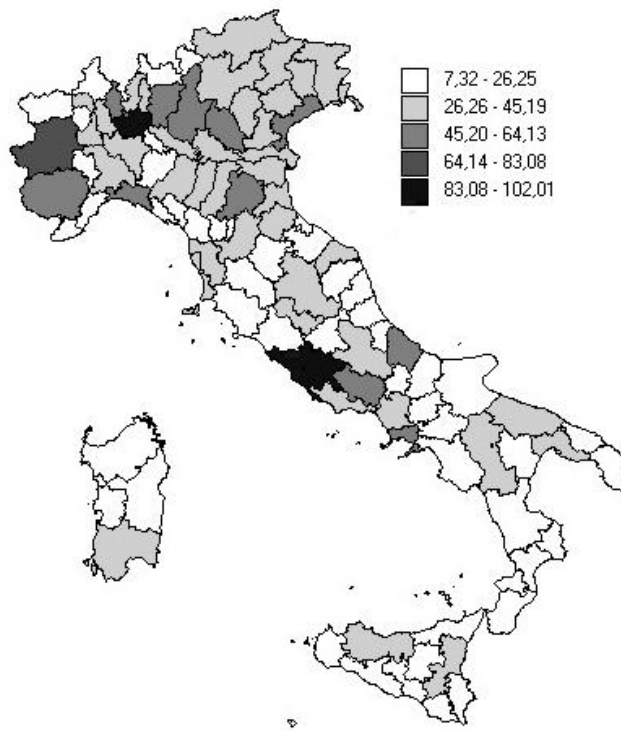 7,32 - 26,25
26,26 - 45,19
45,20 - 64,13
64,14 - 83,08
83,08 - 102,01